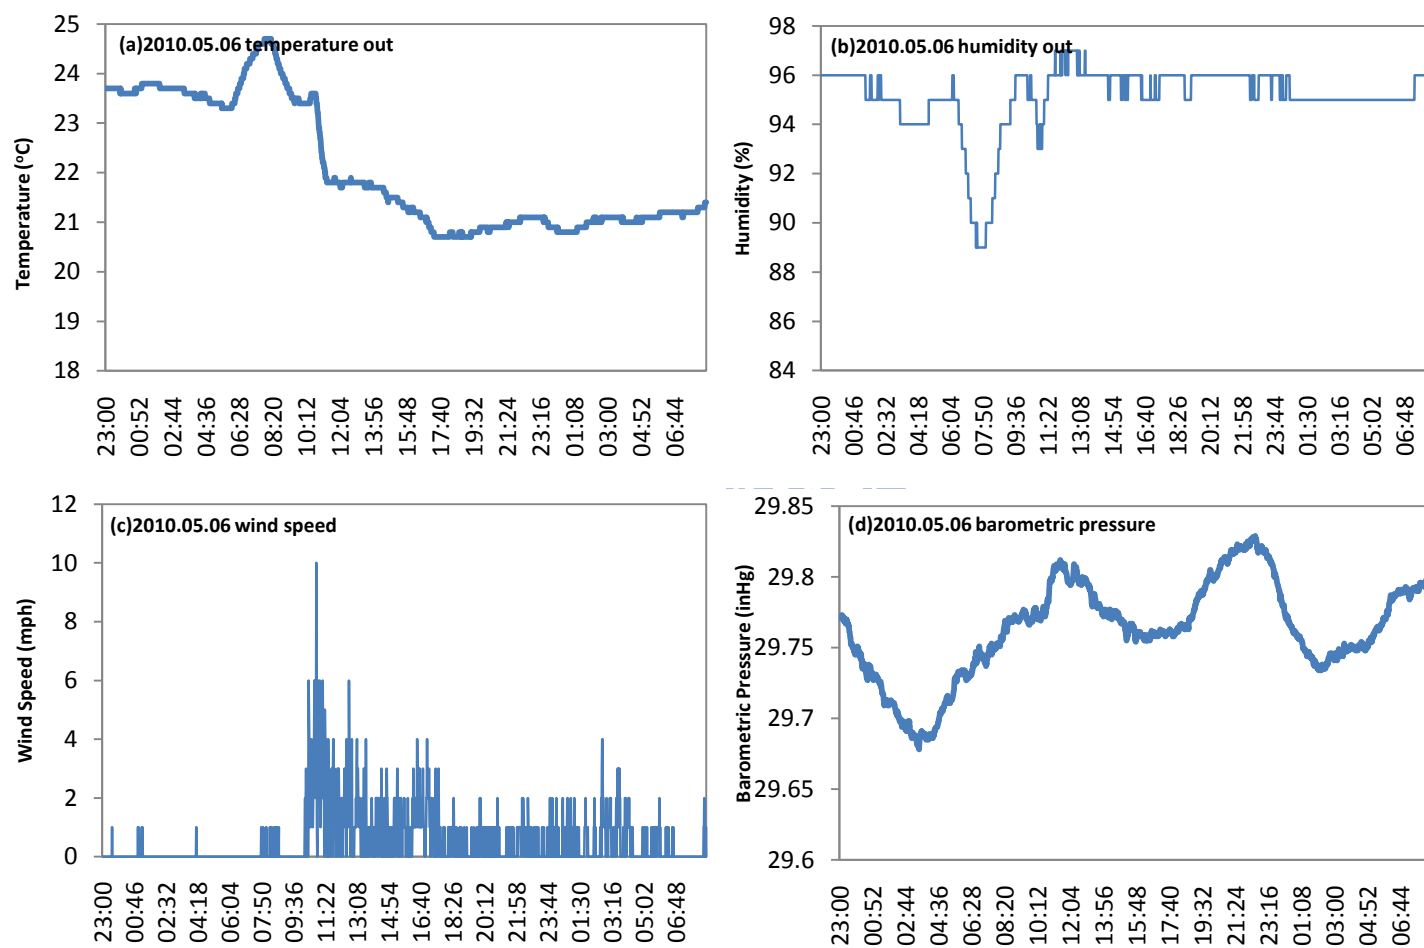 (a)2010.05.06 temperature out
Temperature (°C)
25
24
23
22
21
20
19
18
23:00 00:52 02:44 04:36 06:28 08:20 10:12 12:04 13:56 15:48 17:40 19:32 21:24 23:16 01:08 03:00 04:52 06:44
(b)2010.05.06 humidity out
Humidity (%)
98
96
94
92
90
88
86
84
23:00 00:46 02:32 04:18 06:04 07:50 09:36 11:22 13:08 14:54 16:40 18:26 20:12 21:58 23:44 01:30 03:16 05:02 06:48
(c)2010.05.06 wind speed
Wind Speed (mph)
12
10
8
6
4
2
0
23:00 00:46 02:32 04:18 06:04 07:50 09:36 11:22 13:08 14:54 16:40 18:26 20:12 21:58 23:44 01:30 03:16 05:02 06:48
(d)2010.05.06 barometric pressure
Barometric Pressure (inHg)
29.85
29.8
29.75
29.7
29.65
29.6
23:00 00:52 02:44 04:36 06:28 08:20 10:12 12:04 13:56 15:48 17:40 19:32 21:24 23:16 01:08 03:00 04:52 06:44